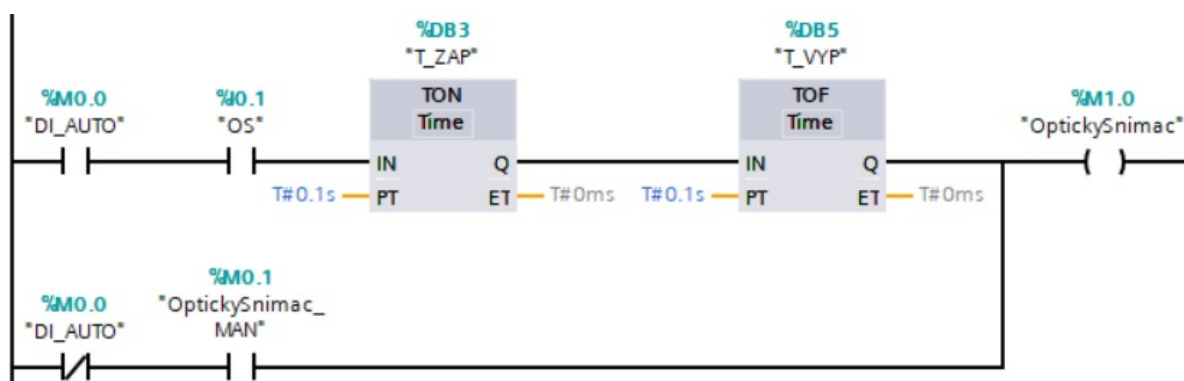 %DB3
"T_ZAP"
%DB5
"T_VYP"
%M0.0
"DI_AUTO"
%I0.1
"OS"
TON
Time
TOF
Time
%M1.0
"OptickySnimac"
IN Q
T#0.1s PT ET T#0ms
IN Q
T#0.1s PT ET T#0ms
%M0.0
"DI_AUTO"
%M0.1
"OptickySnimac_
MAN"